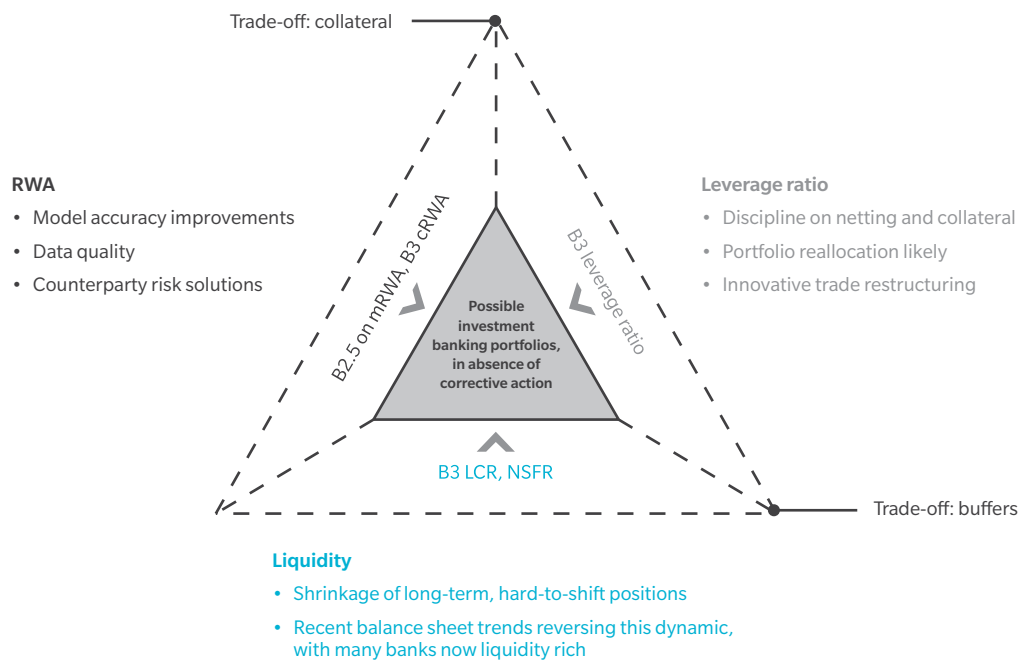 Trade-off: collateral
RWA
• Model accuracy improvements
• Data quality
• Counterparty risk solutions
Leverage ratio
• Discipline on netting and collateral
• Portfolio reallocation likely
• Innovative trade restructuring
B2.5 on mRWA, B3 cRWA
B3 leverage ratio
Possible
investment
banking portfolios,
in absence of
corrective action
B3 LCR, NSFR
Trade-off: buffers
Liquidity
• Shrinkage of long-term, hard-to-shift positions
• Recent balance sheet trends reversing this dynamic,
with many banks now liquidity rich